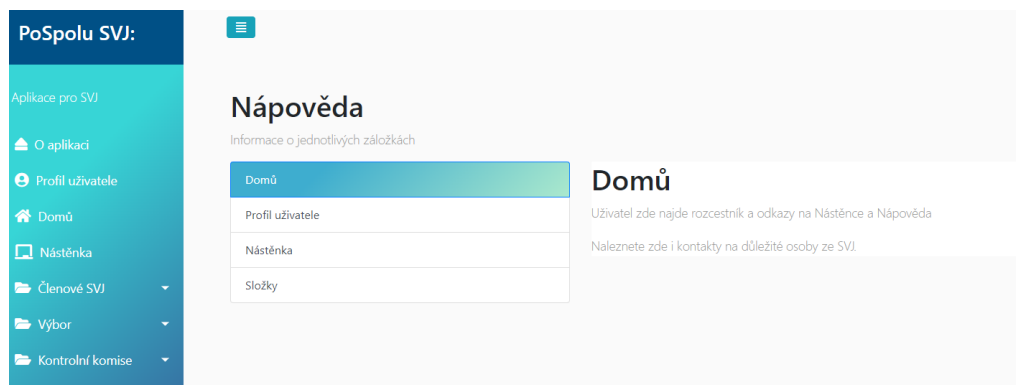 PoSpolu SVJ:
Aplikace pro SVJ
O aplikaci
Profil uživatele
Domů
Nástěnka
Členové SVJ
Výbor
Kontrolní komise
Nápověda
Informace o jednotlivých záložkách
Domů
Profil uživatele
Nástěnka
Složky
Domů
Uživatel zde najde rozcestník a odkazy na Nástěnce a Nápověda
Naleznete zde i kontakty na důležité osoby ze SVJ.